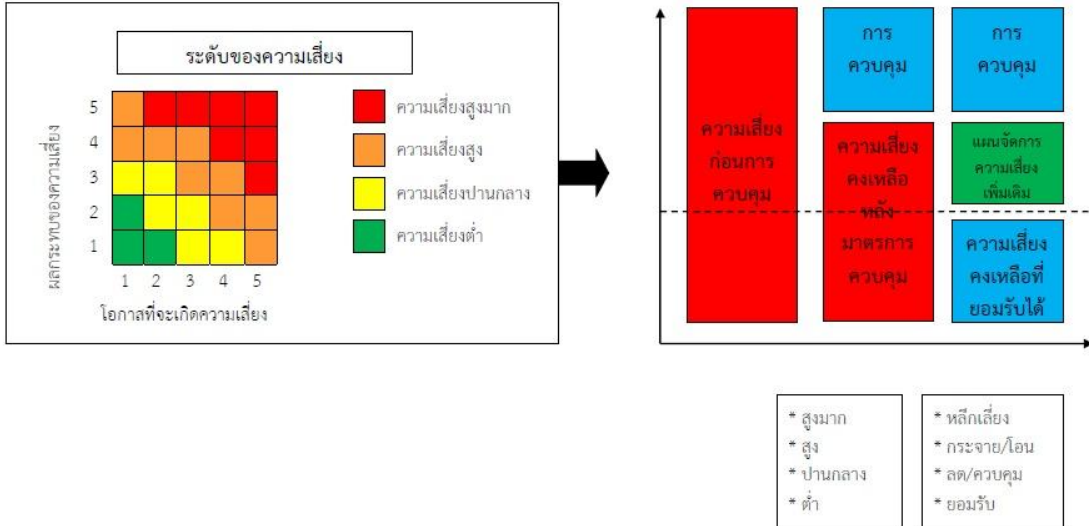 ระดับของความเสี่ยง
ผลกระทบของความเสี่ยง
5
4
3
2
1
1 2 3 4 5
โอกาสที่จะเกิดความเสี่ยง
ความเสี่ยงสูงมาก
ความเสี่ยงสูง
ความเสี่ยงปานกลาง
ความเสี่ยงต่ำ
ความเสี่ยง
ก่อนการ
ควบคุม
การ
ควบคุม
ความเสี่ยง
คงเหลือ
หลัง
มาตรการ
ควบคุม
การ
ควบคุม
แผนจัดการ
ความเสี่ยง
เพิ่มเติม
ความเสี่ยง
คงเหลือที่
ยอมรับได้
* สูงมาก
* สูง
* ปานกลาง
* ต่ำ
* หลีกเลี่ยง
* กระจาย/โอน
* ลด/ควบคุม
* ยอมรับ